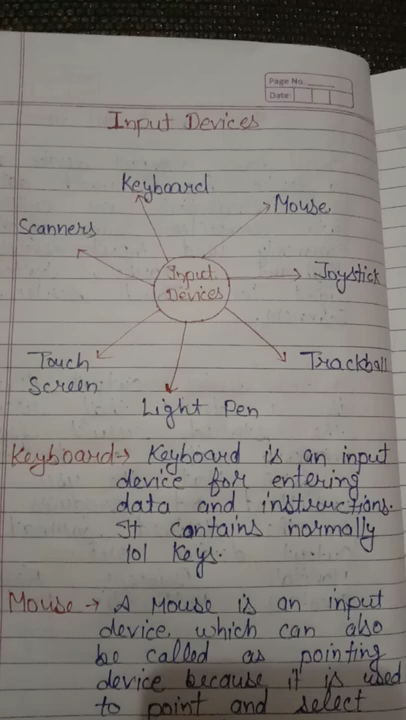 Page No.
Date
Input Devices
Keyboard
Mouse
Scanners
Input
Devices
Joystick
Touch
Screen
Trackball
Light Pen
Keyboard → Keyboard is an input
device for entering
data and instructions.
It contains normally
101 Keys.
Mouse → A Mouse is an input
device, which can also
be called as pointing
device because it is used
to point and select